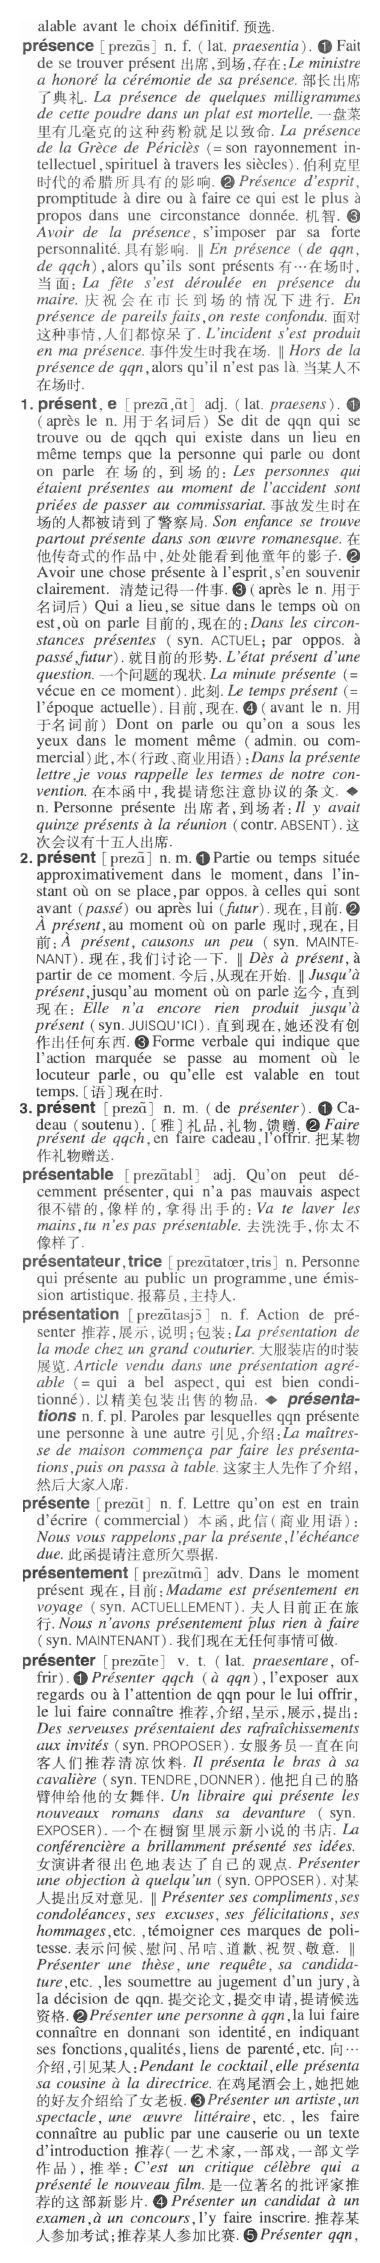 alable avant le choix définitif. 预选.
présence [prezɑ̃s] n. f. (lat. praesentia). ❶ Fait
de se trouver présent 出席,到场,存在:Le ministre
a honoré la cérémonie de sa présence. 部长出席
了典礼. La présence de quelques milligrammes
de cette poudre dans un plat est mortelle. 一盘菜
里有几毫克的这种药粉就足以致命. La présence
de la Grèce de Périclès (= son rayonnement in-
tellectuel,spirituel à travers les siècles). 伯利克里
时代的希腊所具有的影响. ❷ Présence d'esprit,
promptitude à dire ou à faire ce qui est le plus à
propos dans une circonstance donnée. 机智. ❸
Avoir de la présence, s'imposer par sa forte
personnalité. 具有影响. ‖ En présence (de qqn,
de qqch),alors qu'ils sont présents 有…在场时,
当面: La fête s'est déroulée en présence du
maire. 庆祝会在市长到场的情况下进行. En
présence de pareils faits,on reste confondu. 面对
这种事情,人们都惊呆了. L'incident s'est produit
en ma présence. 事件发生时我在场. ‖ Hors de la
présence de qqn,alors qu'il n'est pas là. 当某人不
在场时.
1. présent, e [prezɑ̃,ɑ̃t] adj. (lat. praesens). ❶
(après le n. 用于名词后) Se dit de qqn qui se
trouve ou de qqch qui existe dans un lieu en
même temps que la personne qui parle ou dont
on parle 在场的,到场的: Les personnes qui
étaient présentes au moment de l'accident sont
priées de passer au commissariat. 事故发生时在
场的人都被请到了警察局. Son enfance se trouve
partout présente dans son œuvre romanesque. 在
他传奇式的作品中,处处能看到他童年的影子. ❷
Avoir une chose présente à l'esprit,s'en souvenir
clairement. 清楚记得一件事. ❸ (après le n. 用于
名词后) Qui a lieu,se situe dans le temps où on
est,où on parle 目前的,现在的:Dans les circon-
stances présentes (syn. ACTUEL; par oppos. à
passé,futur). 就目前的形势. L'état présent d'une
question. 一个问题的现状. La minute présente (=
vécue en ce moment). 此刻. Le temps présent (=
l'époque actuelle). 目前,现在. ❹ (avant le n. 用
于名词前) Dont on parle ou qu'on a sous les
yeux dans le moment même (admin. ou com-
mercial)此,本(行政、商业用语):Dans la présente
lettre,je vous rappelle les termes de notre con-
vention. 在本函中,我提请您注意协议的条文. ◆
n. Personne présente 出席者,到场者:Il y avait
quinze présents à la réunion (contr. ABSENT). 这
次会议有十五人出席.
2. présent [prezɑ̃] n. m. ❶ Partie ou temps située
approximativement dans le moment, dans l'in-
stant où on se place,par oppos. à celles qui sont
avant (passé) ou après lui (futur). 现在,目前. ❷
À présent,au moment où on parle 现时,现在,目
前:À présent, causons un peu (syn. MAINTE-
NANT). 现在,我们讨论一下. ‖ Dès à présent, à
partir de ce moment. 今后,从现在开始. ‖ Jusqu'à
présent,jusqu'au moment où on parle 迄今,直到
现在: Elle n'a encore rien produit jusqu'à
présent (syn. JUISQU'ICI). 直到现在,她还没有创
作出任何东西. ❸ Forme verbale qui indique que
l'action marquée se passe au moment où le
locuteur parle, ou qu'elle est valable en tout
temps. [语]现在时.
3. présent [prezɑ̃] n. m. (de présenter). ❶ Ca-
deau (soutenu). [雅]礼品,礼物,馈赠. ❷ Faire
présent de qqch,en faire cadeau,l'offrir. 把某物
作礼物赠送.
présentable [prezɑ̃tabl] adj. Qu'on peut dé-
cemment présenter,qui n'a pas mauvais aspect
很不错的,像样的,拿得出手的: Va te laver les
mains,tu n'es pas présentable. 去洗洗手,你太不
像样了.
présentateur,trice [prezɑ̃tatœr,tris] n. Personne
qui présente au public un programme,une émis-
sion artistique. 报幕员,主持人.
présentation [prezɑ̃tasjɔ̃] n. f. Action de pré-
senter 推荐,展示,说明;包装:La présentation de
la mode chez un grand couturier. 大服装店的时装
展览. Article vendu dans une présentation agré-
able (= qui a bel aspect, qui est bien condi-
tionné). 以精美包装出售的物品. ◆ présenta-
tions n. f. pl. Paroles par lesquelles qqn présente
une personne à une autre 引见,介绍:La maîtres-
se de maison commença par faire les présenta-
tions,puis on passa à table. 这家主人先作了介绍,
然后大家入席.
présente [prezɑ̃t] n. f. Lettre qu'on est en train
d'écrire (commercial) 本函,此信(商业用语):
Nous vous rappelons,par la présente,l'échéance
due. 此函提请注意所欠票据.
présentement [prezɑ̃tmɑ̃] adv. Dans le moment
présent 现在,目前:Madame est présentement en
voyage (syn. ACTUELLEMENT). 夫人目前正在旅
行. Nous n'avons présentement plus rien à faire
(syn. MAINTENANT). 我们现在无任何事情可做.
présenter [prezɑ̃te] v. t. (lat. praesentare, of-
frir). ❶ Présenter qqch (à qqn),l'exposer aux
regards ou à l'attention de qqn pour le lui offrir,
le lui faire connaître 推荐,介绍,呈示,展示,提出:
Des serveuses présentaient des rafraîchissements
aux invités (syn. PROPOSER). 女服务员一直在向
客人们推荐清凉饮料. Il présenta le bras à sa
cavalière (syn. TENDRE,DONNER). 他把自己的胳
臂伸给他的女舞伴. Un libraire qui présente les
nouveaux romans dans sa devanture (syn.
EXPOSER). 一个在橱窗里展示新小说的书店. La
conférencière a brillamment présenté ses idées.
女演讲者很出色地表达了自己的观点. Présenter
une objection à quelqu'un (syn. OPPOSER). 对某
人提出反对意见. ‖ Présenter ses compliments,ses
condoléances, ses excuses, ses félicitations, ses
hommages,etc. ,témoigner ces marques de poli-
tesse. 表示问候、慰问、吊唁、道歉、祝贺、敬意. ‖
Présenter une thèse, une requête, sa candida-
ture,etc. ,les soumettre au jugement d'un jury,à
la décision de qqn. 提交论文,提交申请,提请候选
资格. ❷ Présenter une personne à qqn,la lui faire
connaître en donnant son identité, en indiquant
ses fonctions,qualités,liens de parenté,etc. 向…
介绍,引见某人:Pendant le cocktail,elle présenta
sa cousine à la directrice. 在鸡尾酒会上,她把她
的好友介绍给了女老板. ❸ Présenter un artiste,un
spectacle, une œuvre littéraire, etc. , les faire
connaître au public par une causerie ou un texte
d'introduction 推荐(一艺术家,一部戏,一部文学
作品),推举: C'est un critique célèbre qui a
présenté le nouveau film. 是一位著名的批评家推
荐的这部新影片. ❹ Présenter un candidat à un
examen,à un concours,l'y faire inscrire. 推荐某
人参加考试;推荐某人参加比赛. ❺ Présenter qqn,